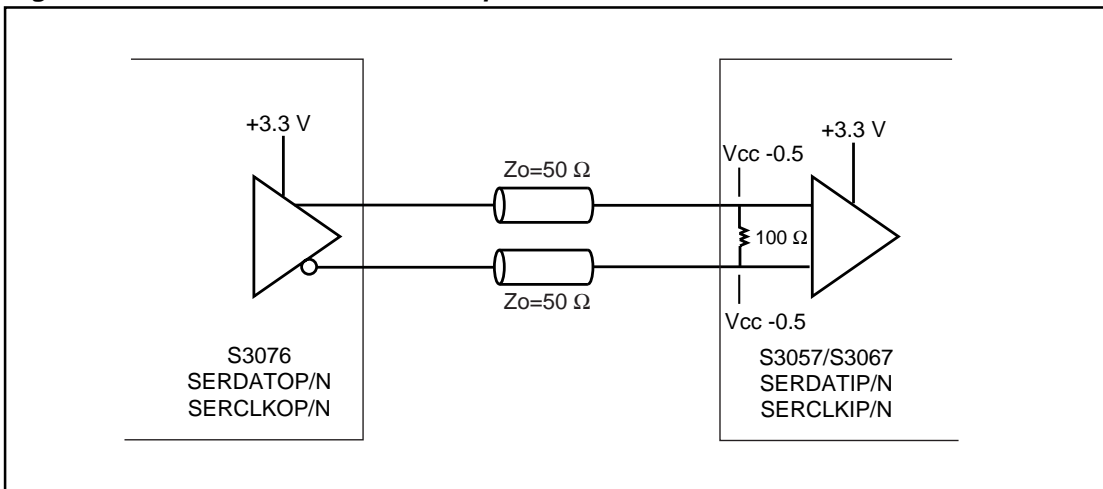 +3.3 V
Zo=50 Ω
Vcc -0.5
+3.3 V
100 Ω
Zo=50 Ω
Vcc -0.5
S3076
SERDATOP/N
SERCLKOP/N
S3057/S3067
SERDATIP/N
SERCLKIP/N